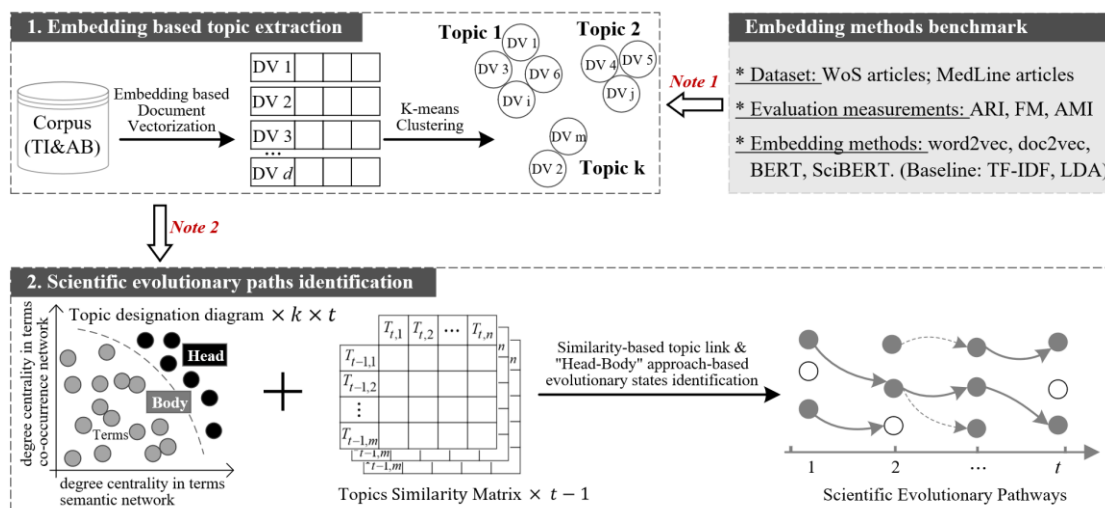 1. Embedding based topic extraction
Corpus
(TI&AB)
Embedding based
Document
Vectorization
DV 1
DV 2
DV 3
...
DV d
K-means
Clustering
Topic 1
DV 1
DV 3
DV 6
DV i
Topic 2
DV 4
DV 5
DV j
DV m
DV 2
Topic k
Note 1
Embedding methods benchmark
* Dataset: WoS articles; MedLine articles
* Evaluation measurements: ARI, FM, AMI
* Embedding methods: word2vec, doc2vec,
BERT, SciBERT. (Baseline: TF-IDF, LDA)
Note 2
2. Scientific evolutionary paths identification
degree centrality in terms
co-occurrence network
Topic designation diagram × k × t
Head
Body
Terms
degree centrality in terms
semantic network
T t,1 T t,2 ⋯ T t,n
n
n
T t−1,1
T t−1,2
⋮
T t−1,m
t−1,m
t−1,m
Topics Similarity Matrix × t − 1
Similarity-based topic link &
"Head-Body" approach-based
evolutionary states identification
1 2 ... t
Scientific Evolutionary Pathways